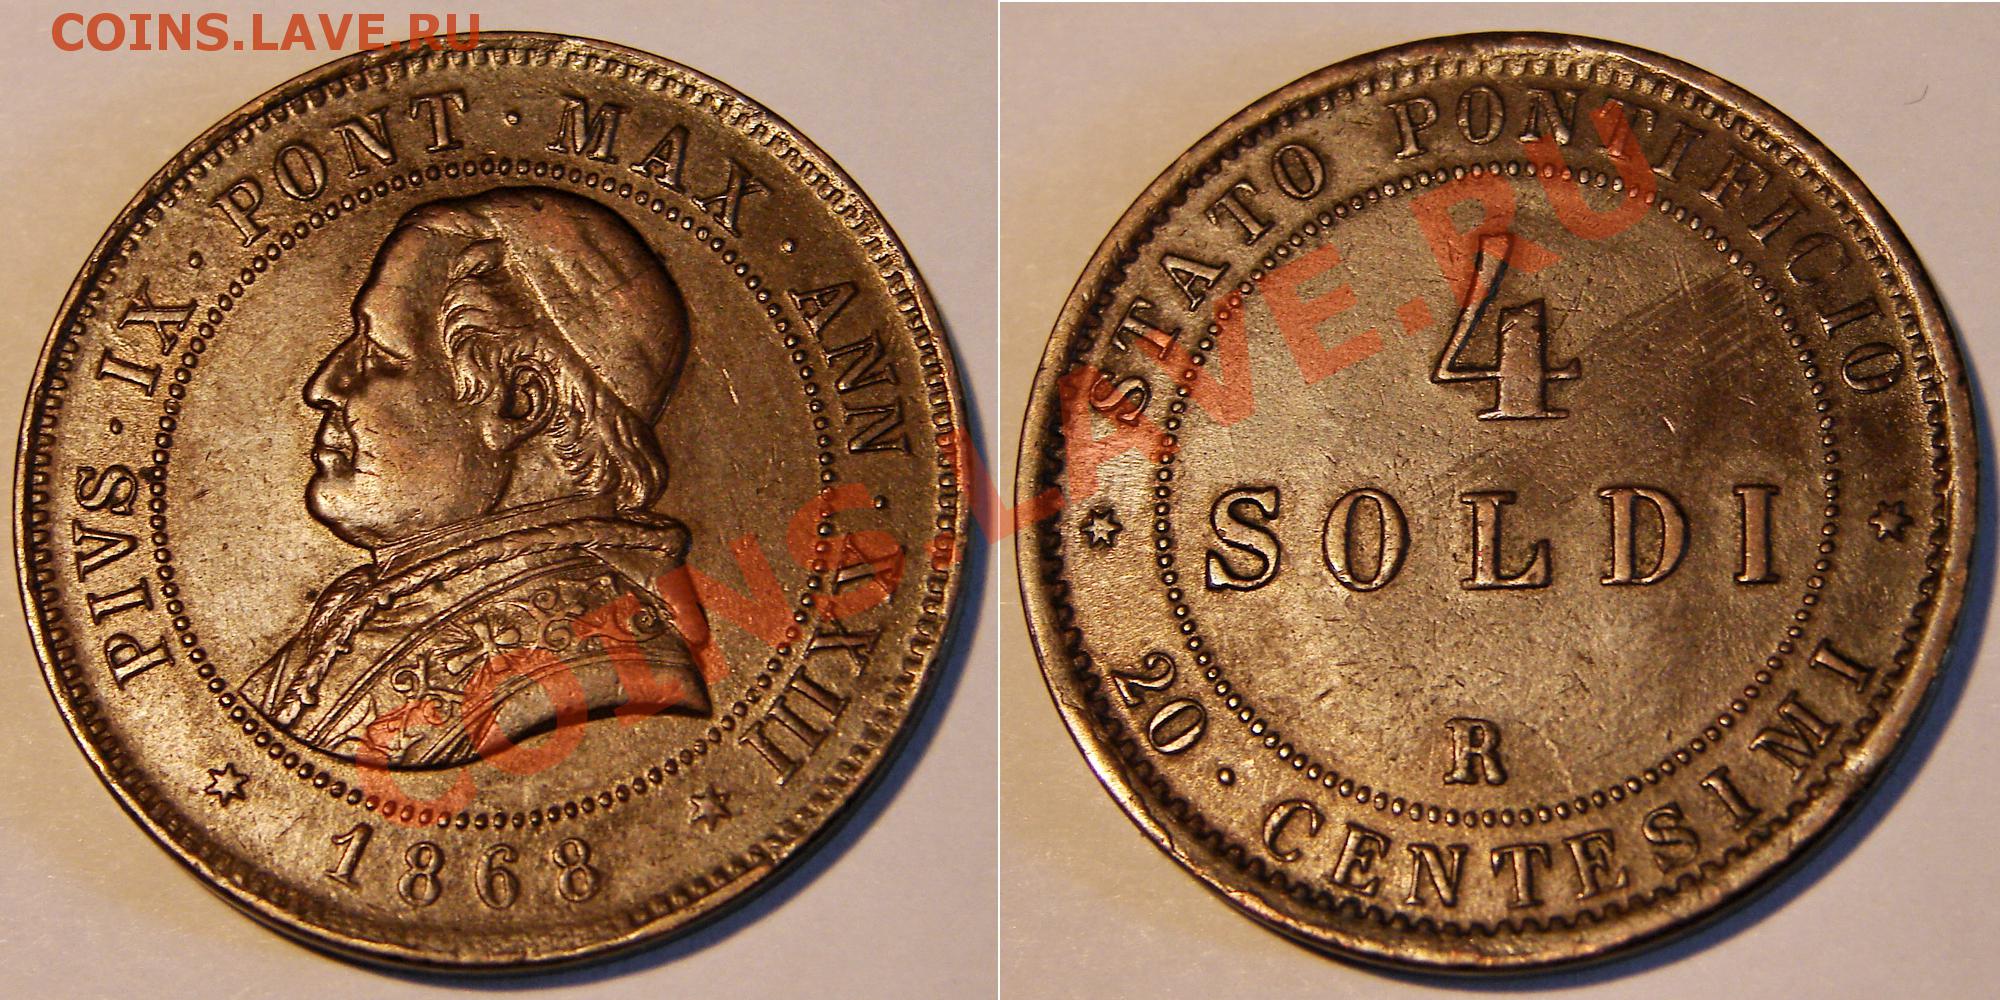 COINS.LAVE.RU
PIVS · IX · PONT · MAX · ANN · XXIII
1868
COINS.LAVE.RU
STATO PONTIFICIO
4
SOLDI
R
20 · CENTESIMI